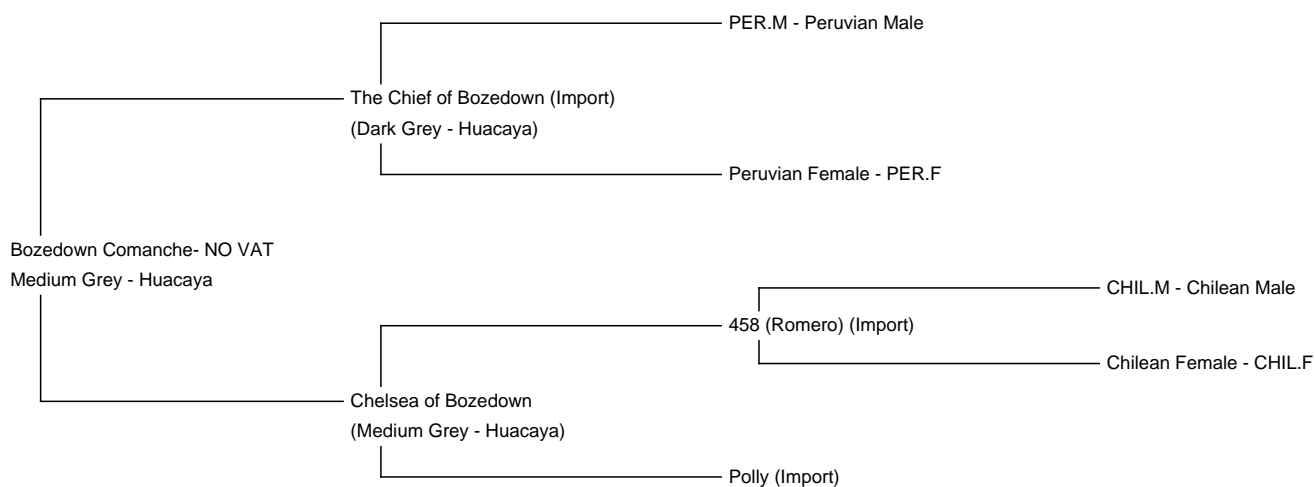 PER.M - Peruvian Male
The Chief of Bozedown (Import)
(Dark Grey - Huacaya)
Peruvian Female - PER.F
Bozedown Comanche- NO VAT
Medium Grey - Huacaya
CHIL.M - Chilean Male
458 (Romero) (Import)
Chilean Female - CHIL.F
Chelsea of Bozedown
(Medium Grey - Huacaya)
Polly (Import)